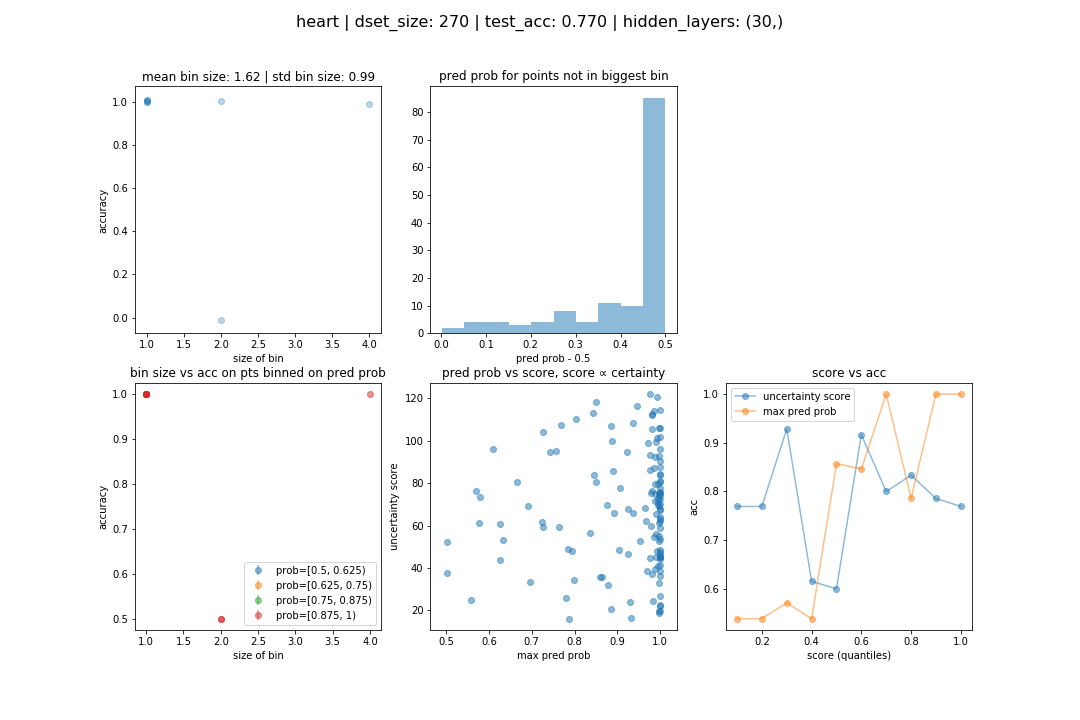 heart | dset_size: 270 | test_acc: 0.770 | hidden_layers: (30,)
mean bin size: 1.62 | std bin size: 0.99
1.0
0.8
0.6
0.4
0.2
0.0
accuracy
1.0 1.5 2.0 2.5 3.0 3.5 4.0
size of bin
pred prob for points not in biggest bin
80
70
60
50
40
30
20
10
0
0.0 0.1 0.2 0.3 0.4 0.5
pred prob - 0.5
bin size vs acc on pts binned on pred prob
1.0
0.9
0.8
0.7
0.6
0.5
accuracy
prob=[0.5, 0.625)
prob=[0.625, 0.75)
prob=[0.75, 0.875)
prob=[0.875, 1)
1.0 1.5 2.0 2.5 3.0 3.5 4.0
size of bin
pred prob vs score, score ∝ certainty
120
100
80
60
40
20
uncertainty score
0.5 0.6 0.7 0.8 0.9 1.0
max pred prob
score vs acc
uncertainty score
max pred prob
1.0
0.9
0.8
0.7
0.6
acc
0.2 0.4 0.6 0.8 1.0
score (quantiles)